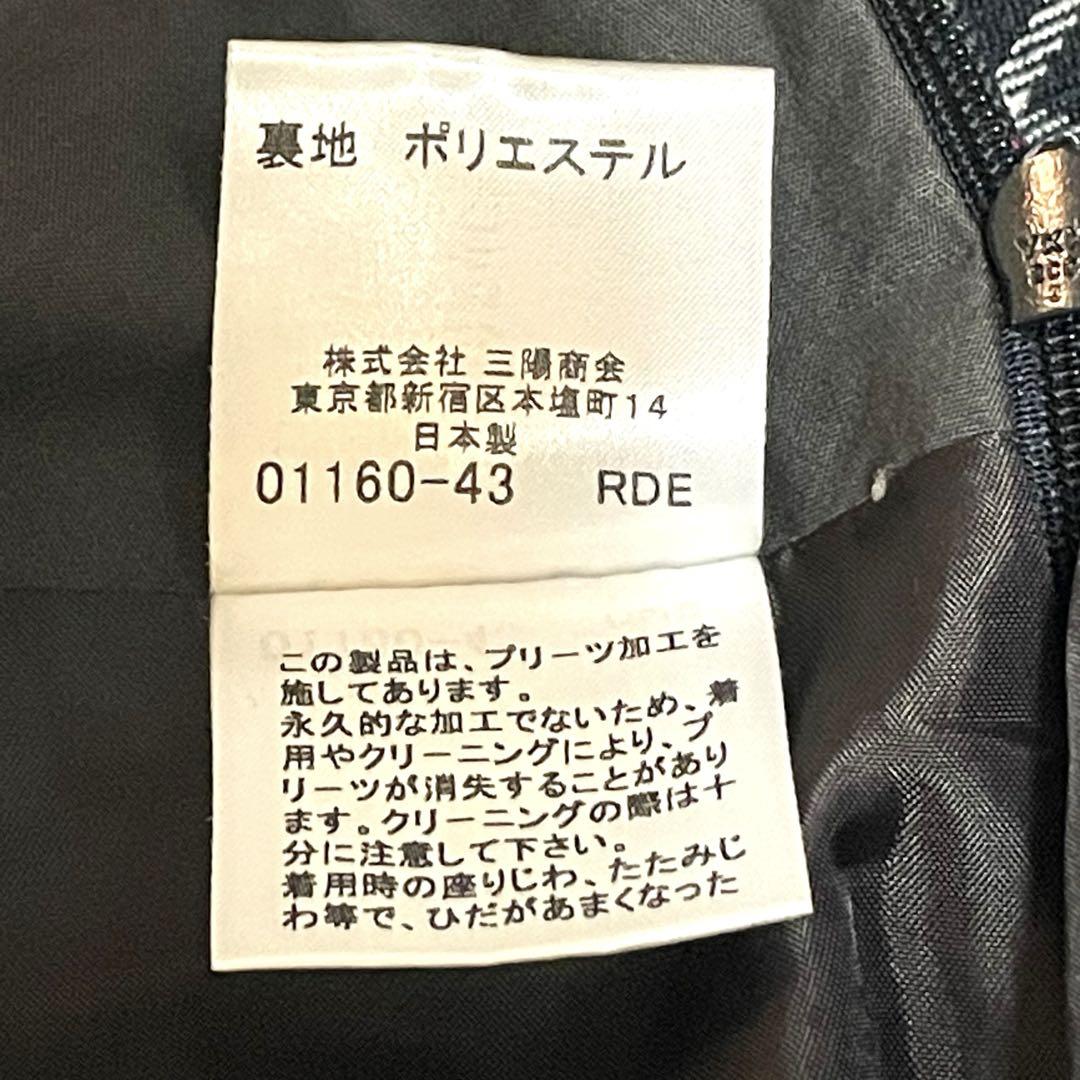 裏地 ポリエステル
株式会社 三陽商会
東京都新宿区本塩町14
日本製
01160-43 RDE
この製品は、プリーツ加工を
施してあります。
永久的な加工でないため、着
用やクリーニングにより、プ
リーツが消失することがあり
ます。クリーニングの際は十
分に注意して下さい。
着用時の座りじわ、たたみじ
わ等で、ひだがあまくなった